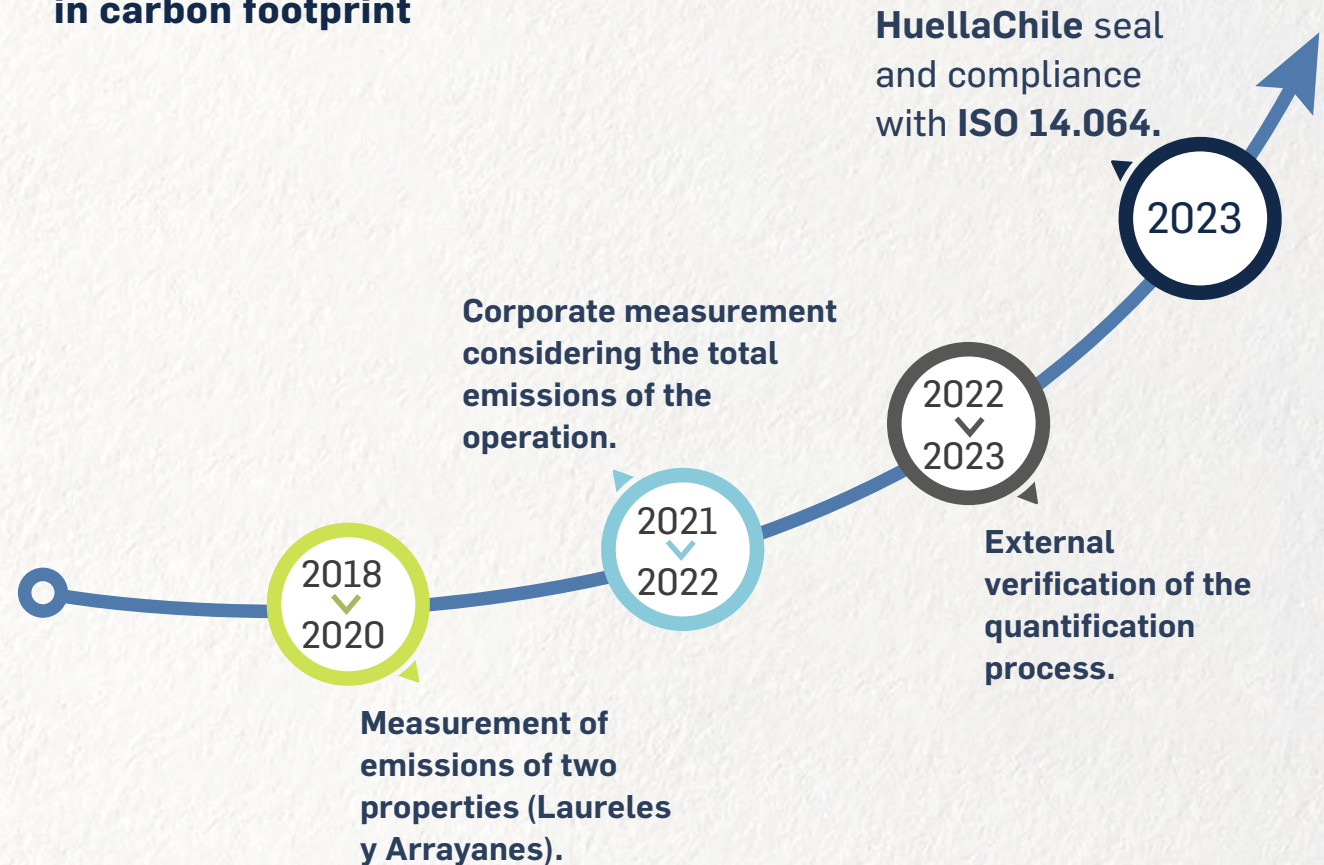 in carbon footprint
HuellaChile seal
and compliance
with ISO 14.064.
2023
Corporate measurement
considering the total
emissions of the
operation.
2022
2023
2021
2022
External
verification of the
quantification
process.
2018
2020
Measurement of
emissions of two
properties (Laureles
y Arrayanes).